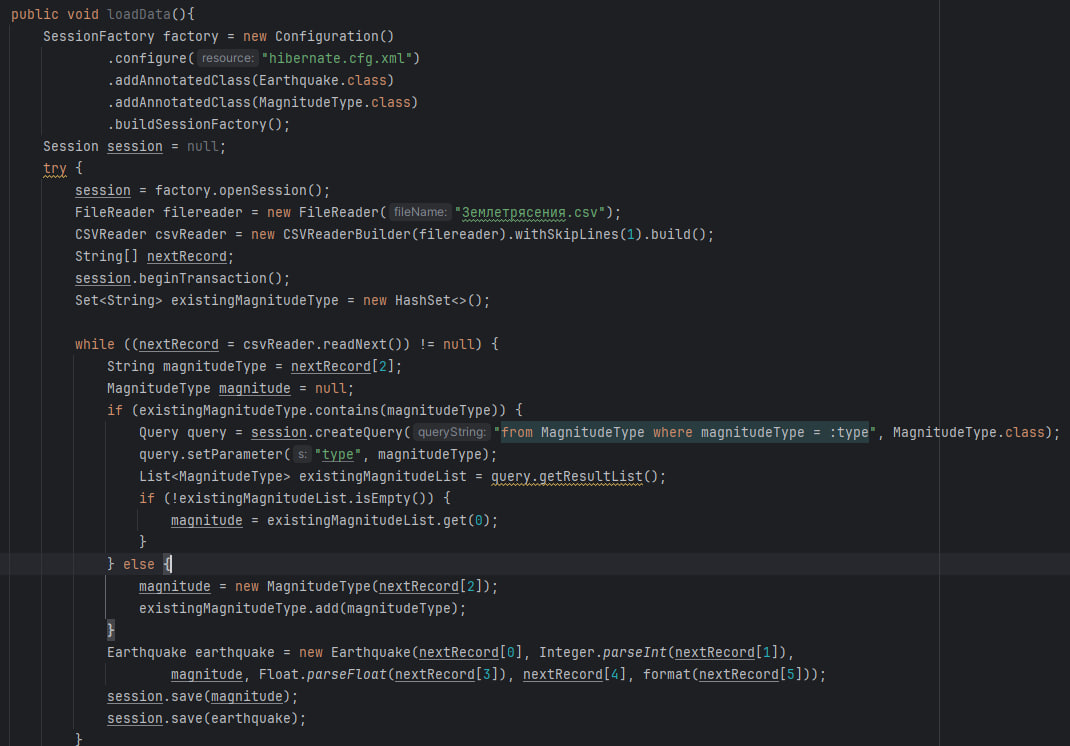 public void loadData(){
SessionFactory factory = new Configuration()
.configure( resource: "hibernate.cfg.xml")
.addAnnotatedClass(Earthquake.class)
.addAnnotatedClass(MagnitudeType.class)
.buildSessionFactory();
Session session = null;
try {
session = factory.openSession();
FileReader filereader = new FileReader( fileName: "Землетрясения.csv");
CSVReader csvReader = new CSVReaderBuilder(filereader).withSkipLines(1).build();
String[] nextRecord;
session.beginTransaction();
Set<String> existingMagnitudeType = new HashSet<>();
while ((nextRecord = csvReader.readNext()) != null) {
String magnitudeType = nextRecord[2];
MagnitudeType magnitude = null;
if (existingMagnitudeType.contains(magnitudeType)) {
Query query = session.createQuery( queryString: "from MagnitudeType where magnitudeType = :type", MagnitudeType.class);
query.setParameter( s: "type", magnitudeType);
List<MagnitudeType> existingMagnitudeList = query.getResultList();
if (!existingMagnitudeList.isEmpty()) {
magnitude = existingMagnitudeList.get(0);
}
} else {
magnitude = new MagnitudeType(nextRecord[2]);
existingMagnitudeType.add(magnitudeType);
}
Earthquake earthquake = new Earthquake(nextRecord[0], Integer.parseInt(nextRecord[1]),
magnitude, Float.parseFloat(nextRecord[3]), nextRecord[4], format(nextRecord[5]));
session.save(magnitude);
session.save(earthquake);
}